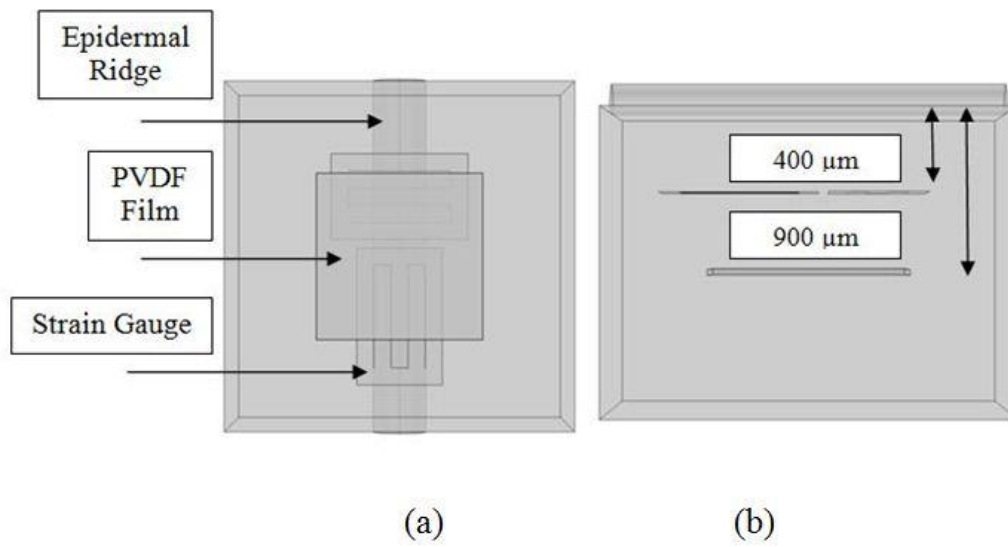 Epidermal
Ridge
PVDF
Film
Strain Gauge
400 µm
900 µm
(a)
(b)